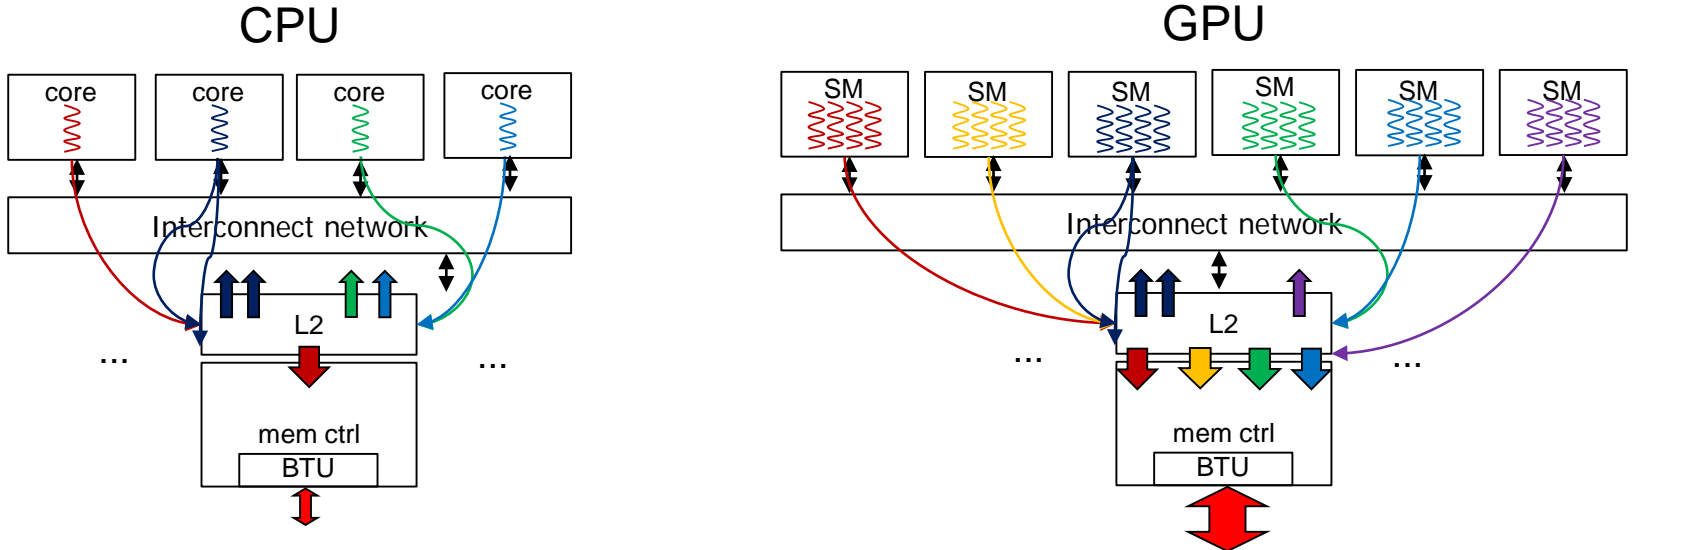 CPU
core
core
core
core
Interconnect network
L2
...
...
mem ctrl
BTU
GPU
SM
SM
SM
SM
SM
SM
Interconnect network
L2
...
...
mem ctrl
BTU